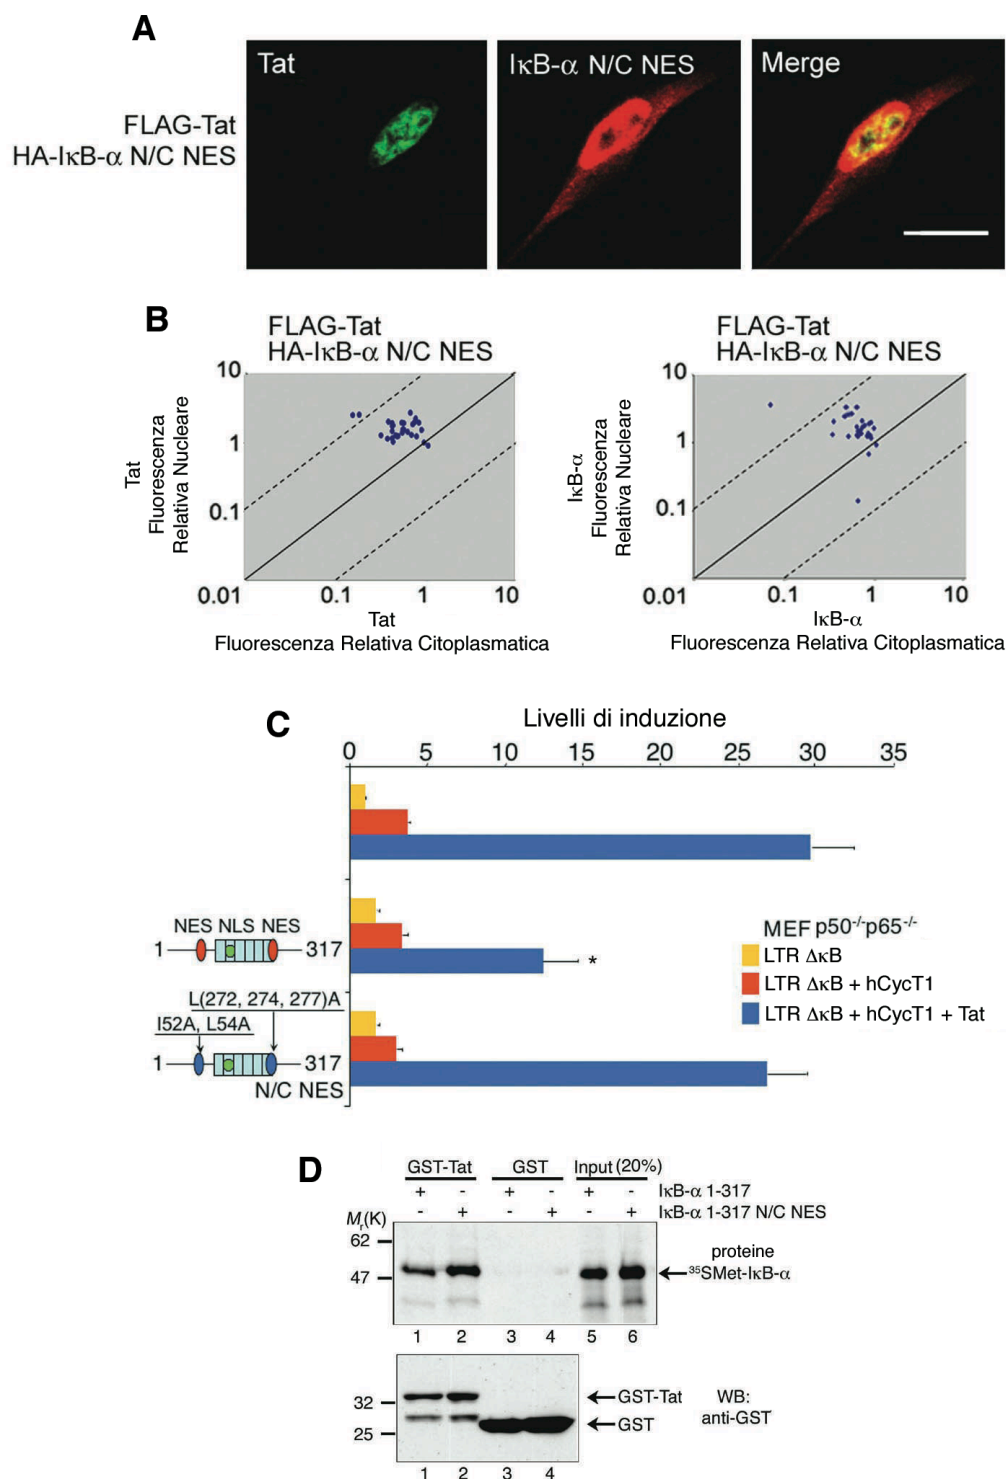 A
Tat
IκB-α N/C NES
Merge
FLAG-Tat
HA-IκB-α N/C NES
B
FLAG-Tat
HA-IκB-α N/C NES
Tat
Fluorescenza
Relativa Nucleare
10
1
0.1
0.01
0.1
1
10
Tat
Fluorescenza Relativa Citoplasmatica
FLAG-Tat
HA-IκB-α N/C NES
IκB-α
Fluorescenza
Relativa Nucleare
10
1
0.1
0.01
0.1
1
10
IκB-α
Fluorescenza Relativa Citoplasmatica
C
Livelli di induzione
0 5 10 15 20 25 30 35
NES NLS NES
1 317
*
L(272, 274, 277)A
I52A, L54A
1 317
N/C NES
MEF p50⁻/⁻p65⁻/⁻
LTR ΔκB
LTR ΔκB + hCycT1
LTR ΔκB + hCycT1 + Tat
D
GST-Tat GST Input (20%)
+ - + - + - IκB-α 1-317
- + - + - + IκB-α 1-317 N/C NES
Mr(K)
62
47
proteine
³⁵SMet-IκB-α
1 2 3 4 5 6
32
25
GST-Tat
GST
WB:
anti-GST
1 2 3 4